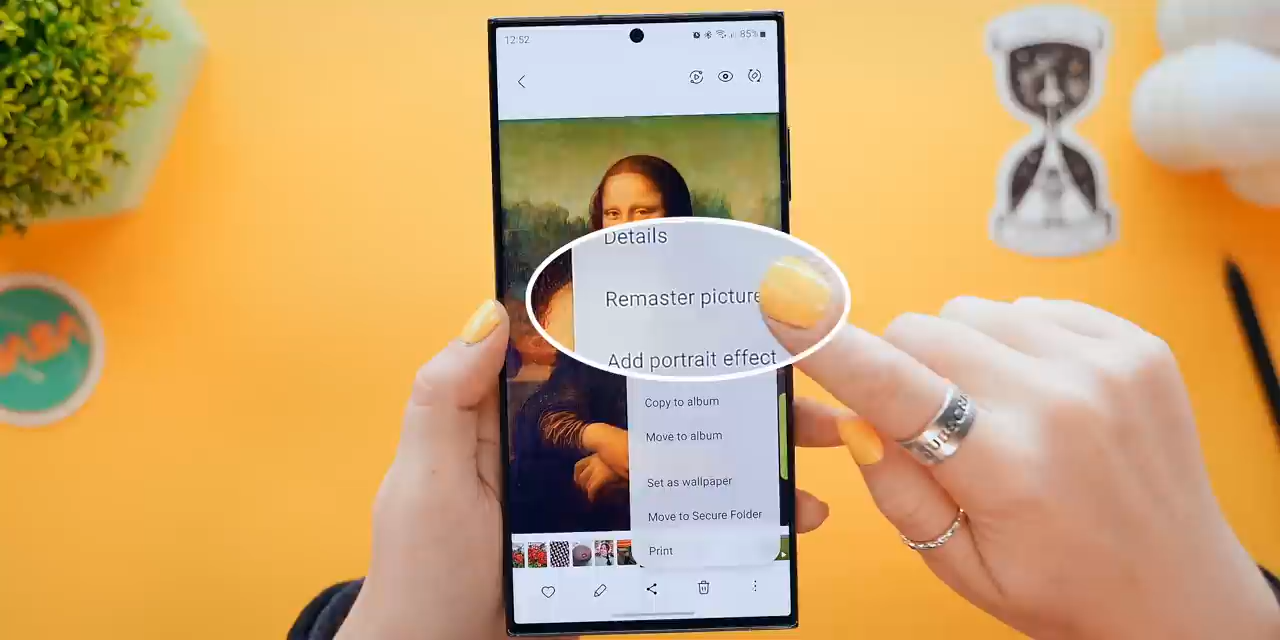 12:52
85%
Details
Remaster picture
Add portrait effect
Copy to album
Move to album
Set as wallpaper
Move to Secure Folder
Print